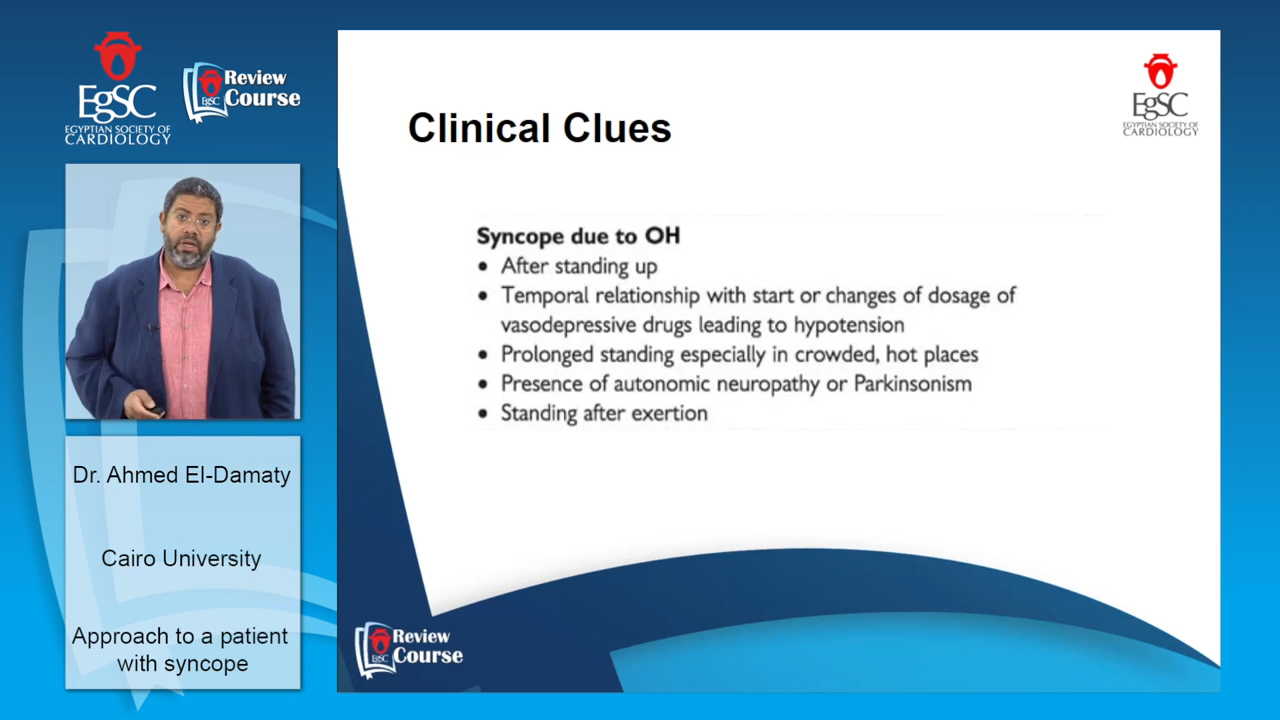 EgSC
EGYPTIAN SOCIETY OF
CARDIOLOGY
Review
Course
EgSC
Dr. Ahmed El-Damaty
Cairo University
Approach to a patient
with syncope
EgSC
EGYPTIAN SOCIETY OF
CARDIOLOGY
Clinical Clues
Syncope due to OH
• After standing up
• Temporal relationship with start or changes of dosage of
vasodepressive drugs leading to hypotension
• Prolonged standing especially in crowded, hot places
• Presence of autonomic neuropathy or Parkinsonism
• Standing after exertion
Review
Course
EgSC